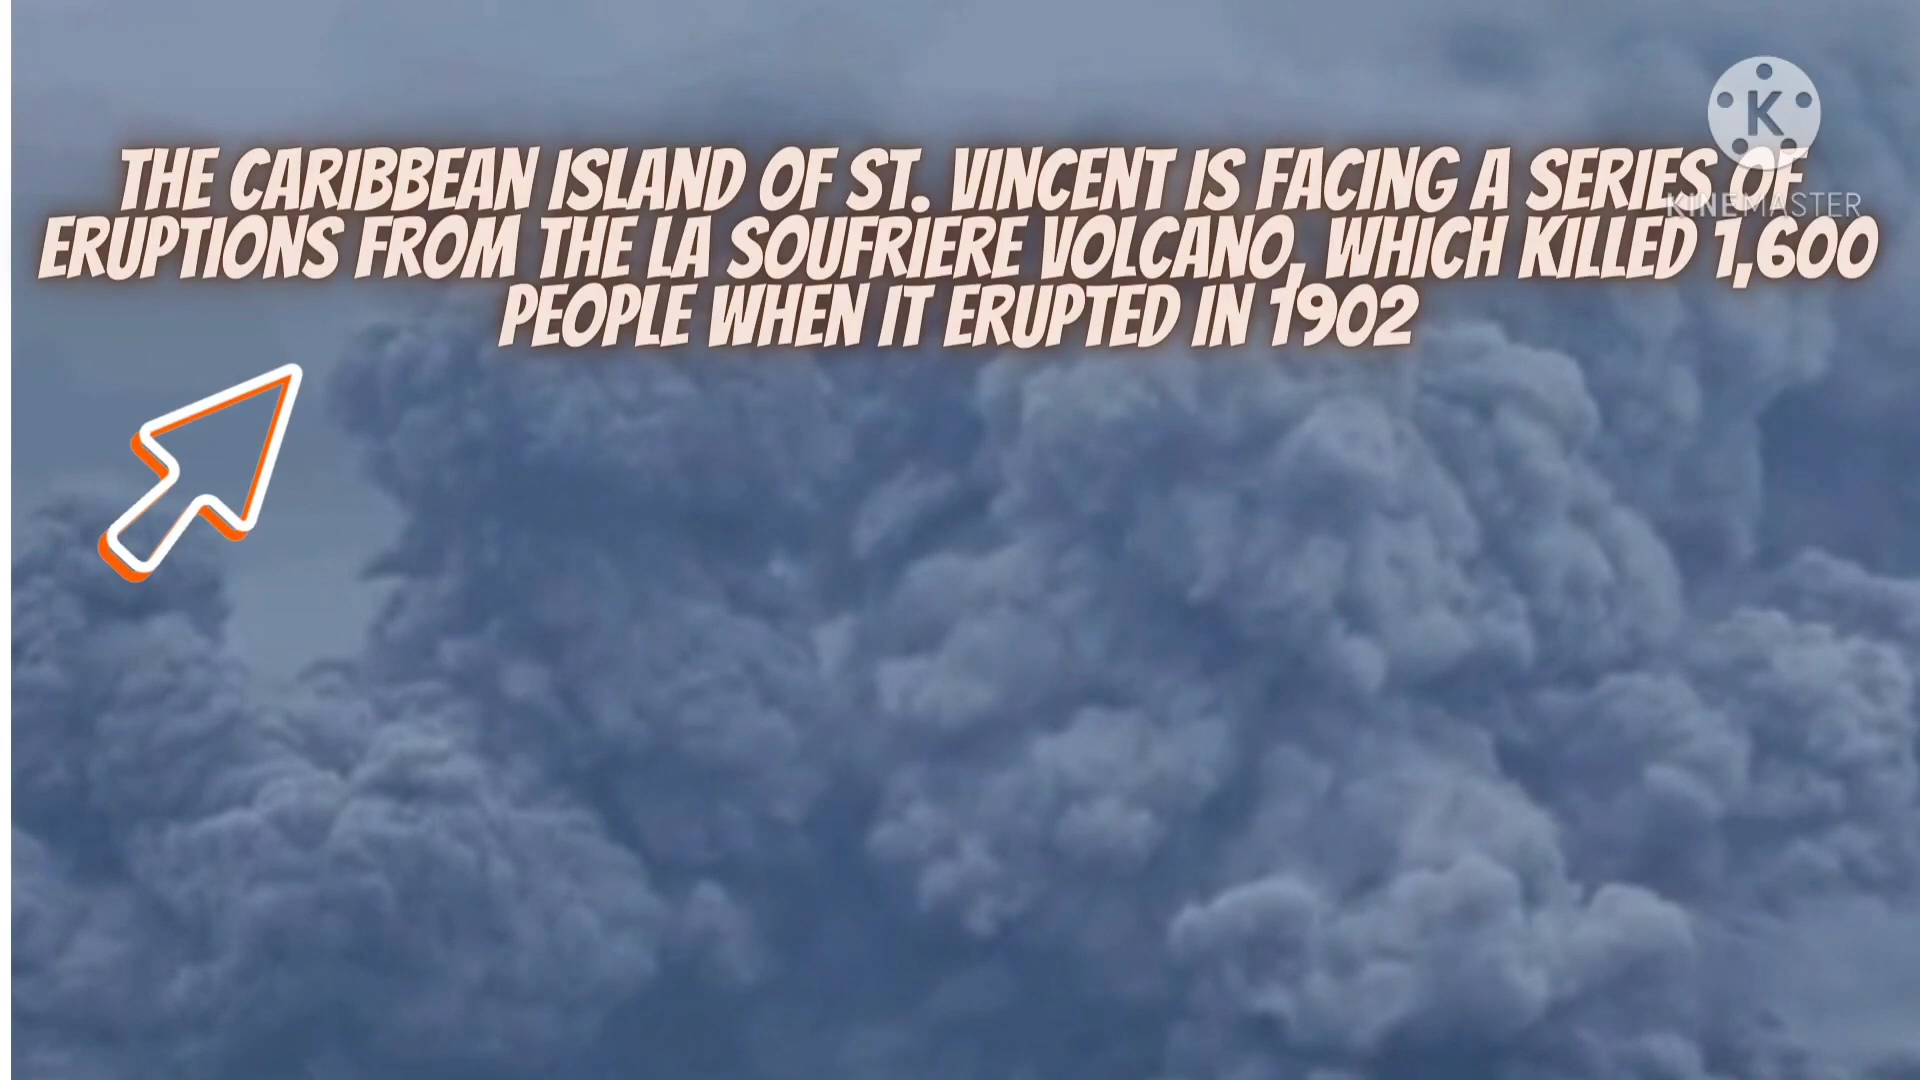 THE CARIBBEAN ISLAND OF ST. VINCENT IS FACING A SERIES OF
ERUPTIONS FROM THE LA SOUFRIERE VOLCANO, WHICH KILLED 1,600
PEOPLE WHEN IT ERUPTED IN 1902
K
KINEMASTER